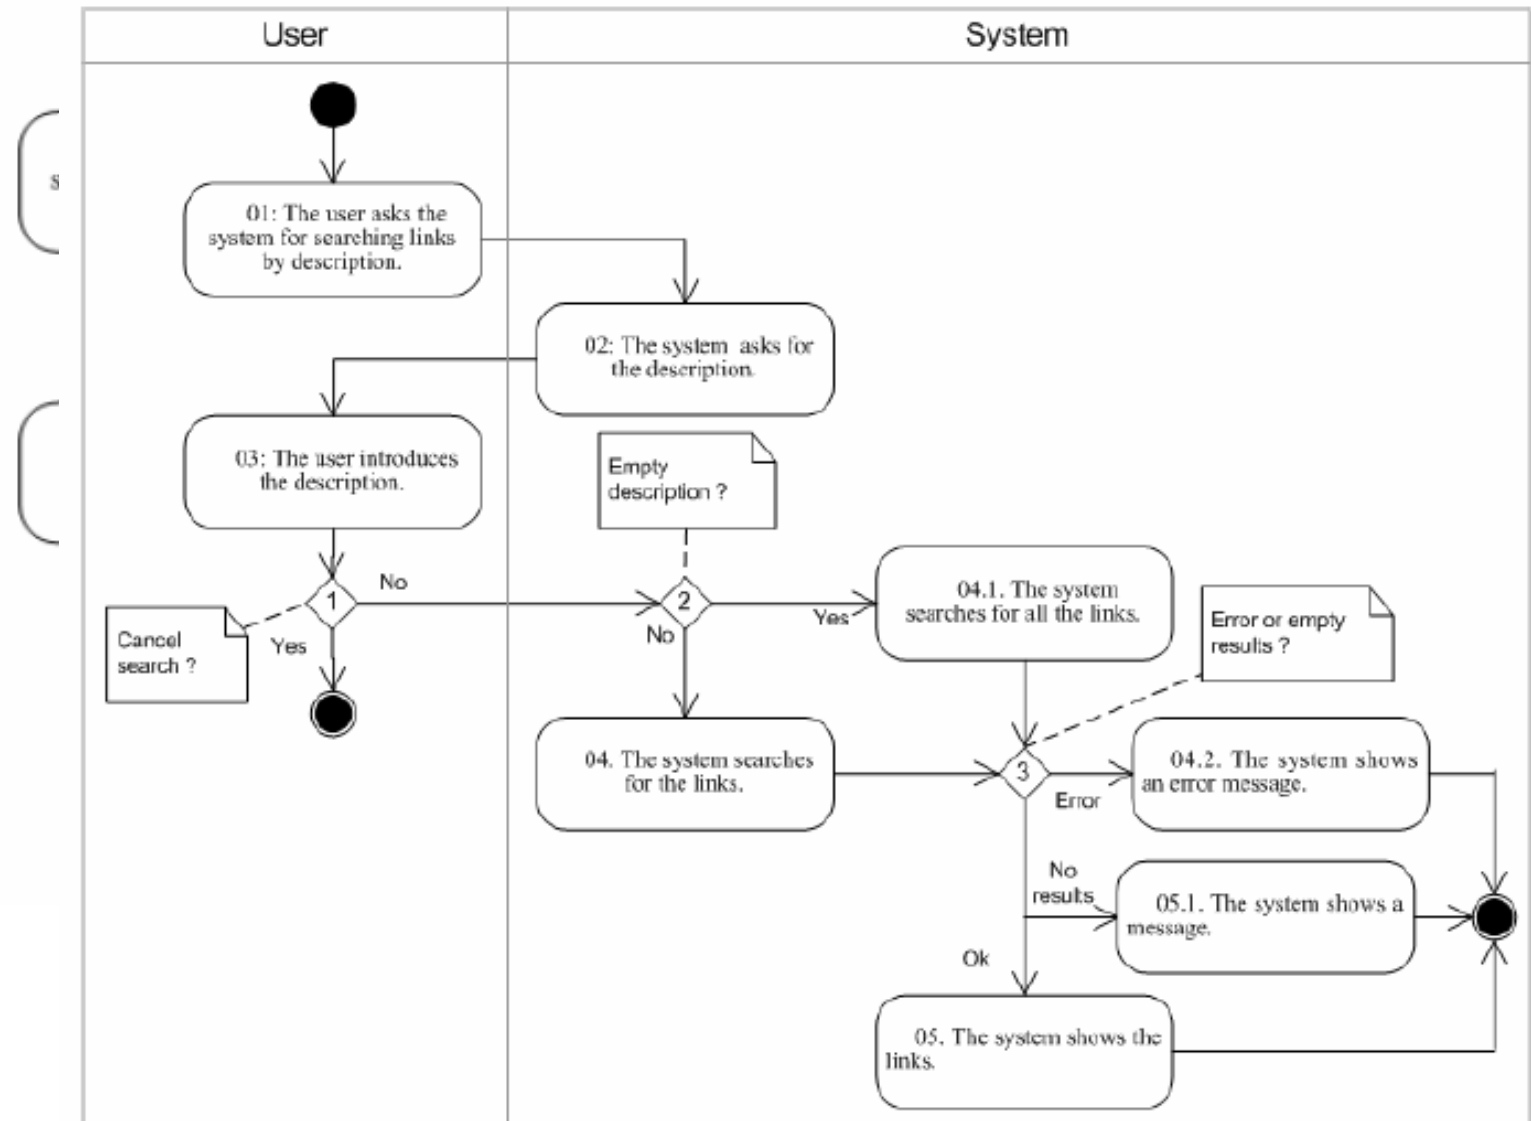 User
System
s
01: The user asks the
system for searching links
by description.
02: The system asks for
the description.
03: The user introduces
the description.
Empty
description ?
1
No
2
Yes
No
Yes
Cancel
search ?
04.1. The system
searches for all the links.
Error or empty
results ?
04. The system searches
for the links.
3
Error
04.2. The system shows
an error message.
No
results
05.1. The system shows a
message.
Ok
05. The system shows the
links.